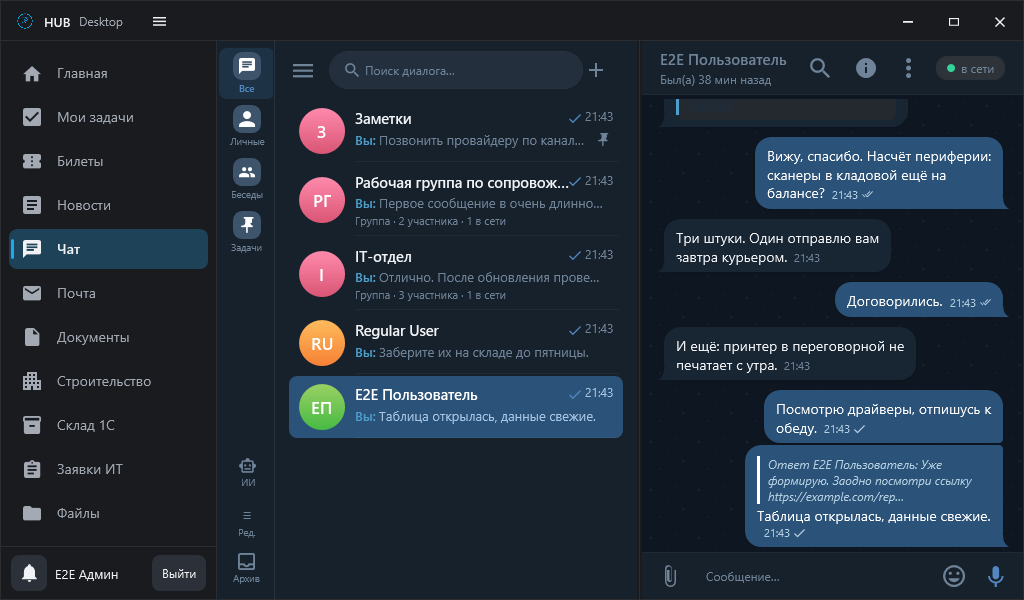 HUB Desktop
Главная
Мои задачи
Билеты
Новости
Чат
Почта
Документы
Строительство
Склад 1С
Заявки ИТ
Файлы
E2E Админ
Выйти
Все
Личные
Беседы
Задачи
ИИ
Ред.
Архив
Поиск диалога...
З
Заметки 21:43
Вы: Позвонить провайдеру по канал...
РГ
Рабочая группа по сопровож... 21:43
Вы: Первое сообщение в очень длинно...
Группа · 2 участника · 1 в сети
I
IT-отдел 21:43
Вы: Отлично. После обновления прове...
Группа · 3 участника · 1 в сети
RU
Regular User 21:43
Вы: Заберите их на складе до пятницы.
ЕП
E2E Пользователь 21:43
Вы: Таблица открылась, данные свежие.
E2E Пользователь
Был(а) 38 мин назад
в сети
Вижу, спасибо. Насчёт периферии:
сканеры в кладовой ещё на
балансе? 21:43
Три штуки. Один отправлю вам
завтра курьером. 21:43
Договорились. 21:43
И ещё: принтер в переговорной не
печатает с утра. 21:43
Посмотрю драйверы, отпишусь к
обеду. 21:43
Ответ E2E Пользователь: Уже
формирую. Заодно посмотри ссылку
https://example.com/rep...
Таблица открылась, данные свежие.
21:43
Сообщение...